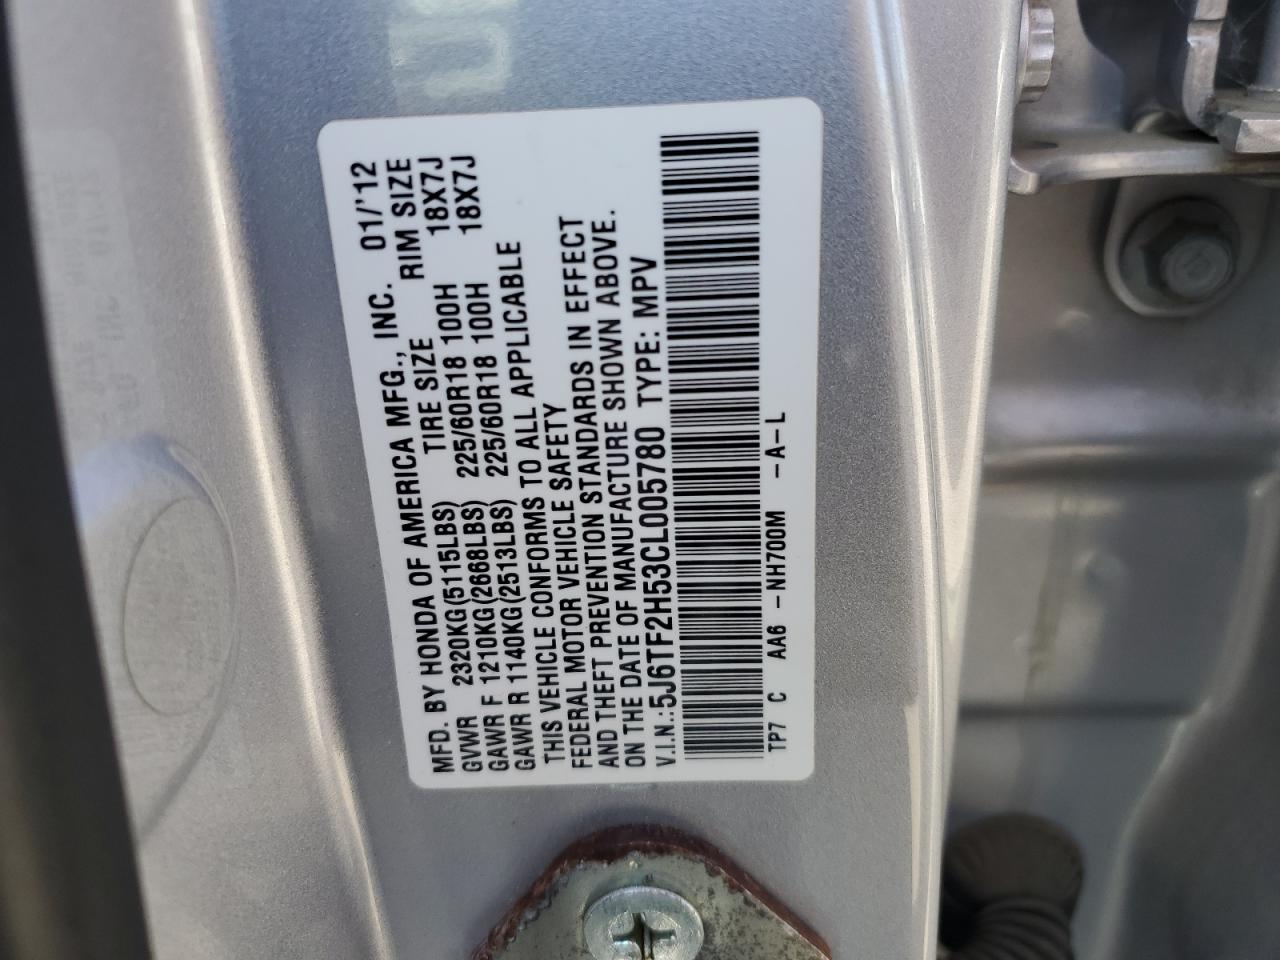 MFD. BY HONDA OF AMERICA MFG., INC. 01/'12
GVWR 2320KG(5115LBS) TIRE SIZE RIM SIZE
GAWR F 1210KG(2668LBS) 225/60R18 100H 18X7J
GAWR R 1140KG(2513LBS) 225/60R18 100H 18X7J
THIS VEHICLE CONFORMS TO ALL APPLICABLE
FEDERAL MOTOR VEHICLE SAFETY
AND THEFT PREVENTION STANDARDS IN EFFECT
ON THE DATE OF MANUFACTURE SHOWN ABOVE.
V.I.N.:5J6TF2H53CL005780 TYPE: MPV
TP7 C AA6 -NH700M -A-L